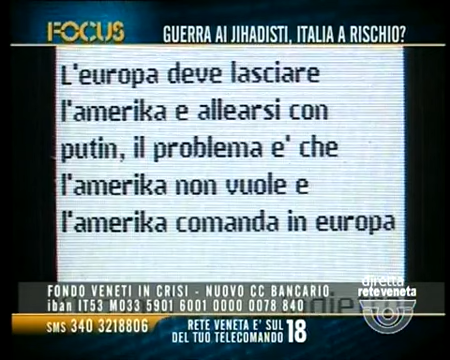 FOCUS
GUERRA AI JIHADISTI, ITALIA A RISCHIO?
L'europa deve lasciare
l'amerika e allearsi con
putin, il problema e' che
l'amerika non vuole e
l'amerika comanda in europa
FONDO VENETI IN CRISI - NUOVO CC BANCARIO
iban IT53 M033 5901 6001 0000 0078 840
diretta
reteveneta
SMS 340 3218806
RETE VENETA E' SUL
DEL TUO TELECOMANDO 18